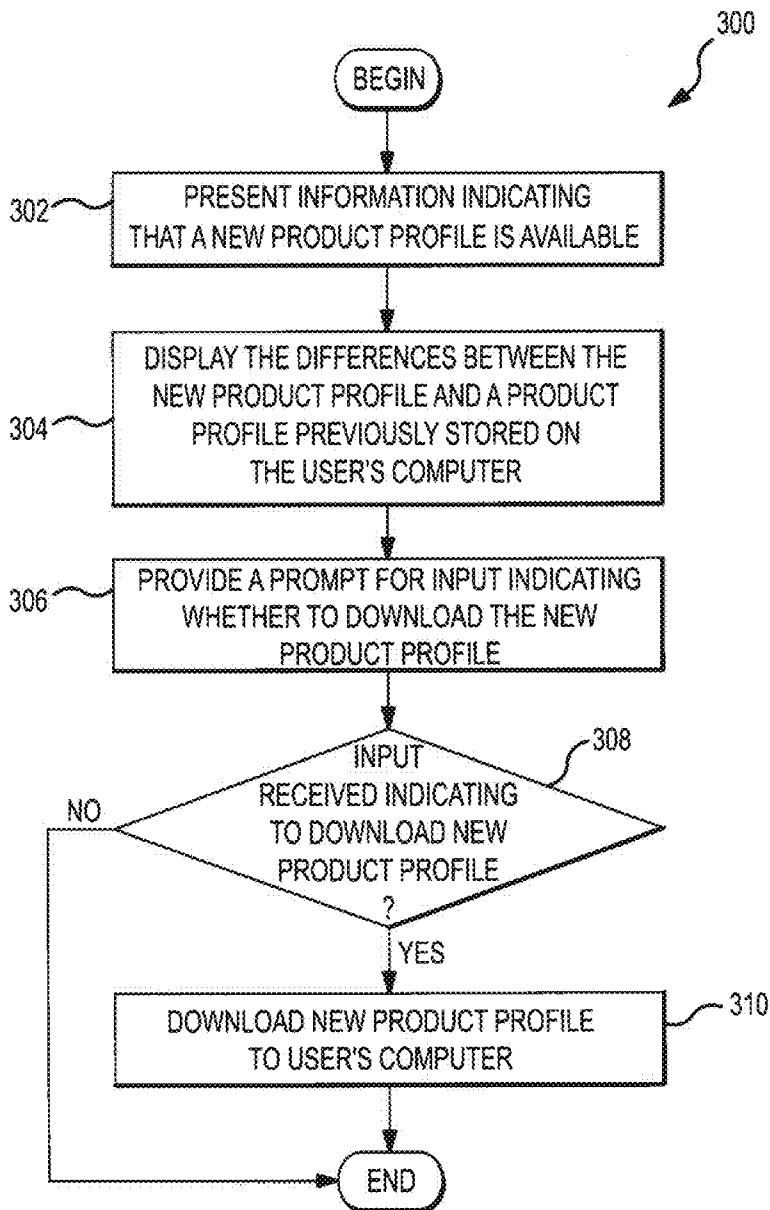 300
BEGIN
302
PRESENT INFORMATION INDICATING
THAT A NEW PRODUCT PROFILE IS AVAILABLE
304
DISPLAY THE DIFFERENCES BETWEEN THE
NEW PRODUCT PROFILE AND A PRODUCT
PROFILE PREVIOUSLY STORED ON
THE USER'S COMPUTER
306
PROVIDE A PROMPT FOR INPUT INDICATING
WHETHER TO DOWNLOAD THE NEW
PRODUCT PROFILE
308
INPUT
RECEIVED INDICATING
TO DOWNLOAD NEW
PRODUCT PROFILE
?
NO
YES
DOWNLOAD NEW PRODUCT PROFILE
TO USER'S COMPUTER
310
END